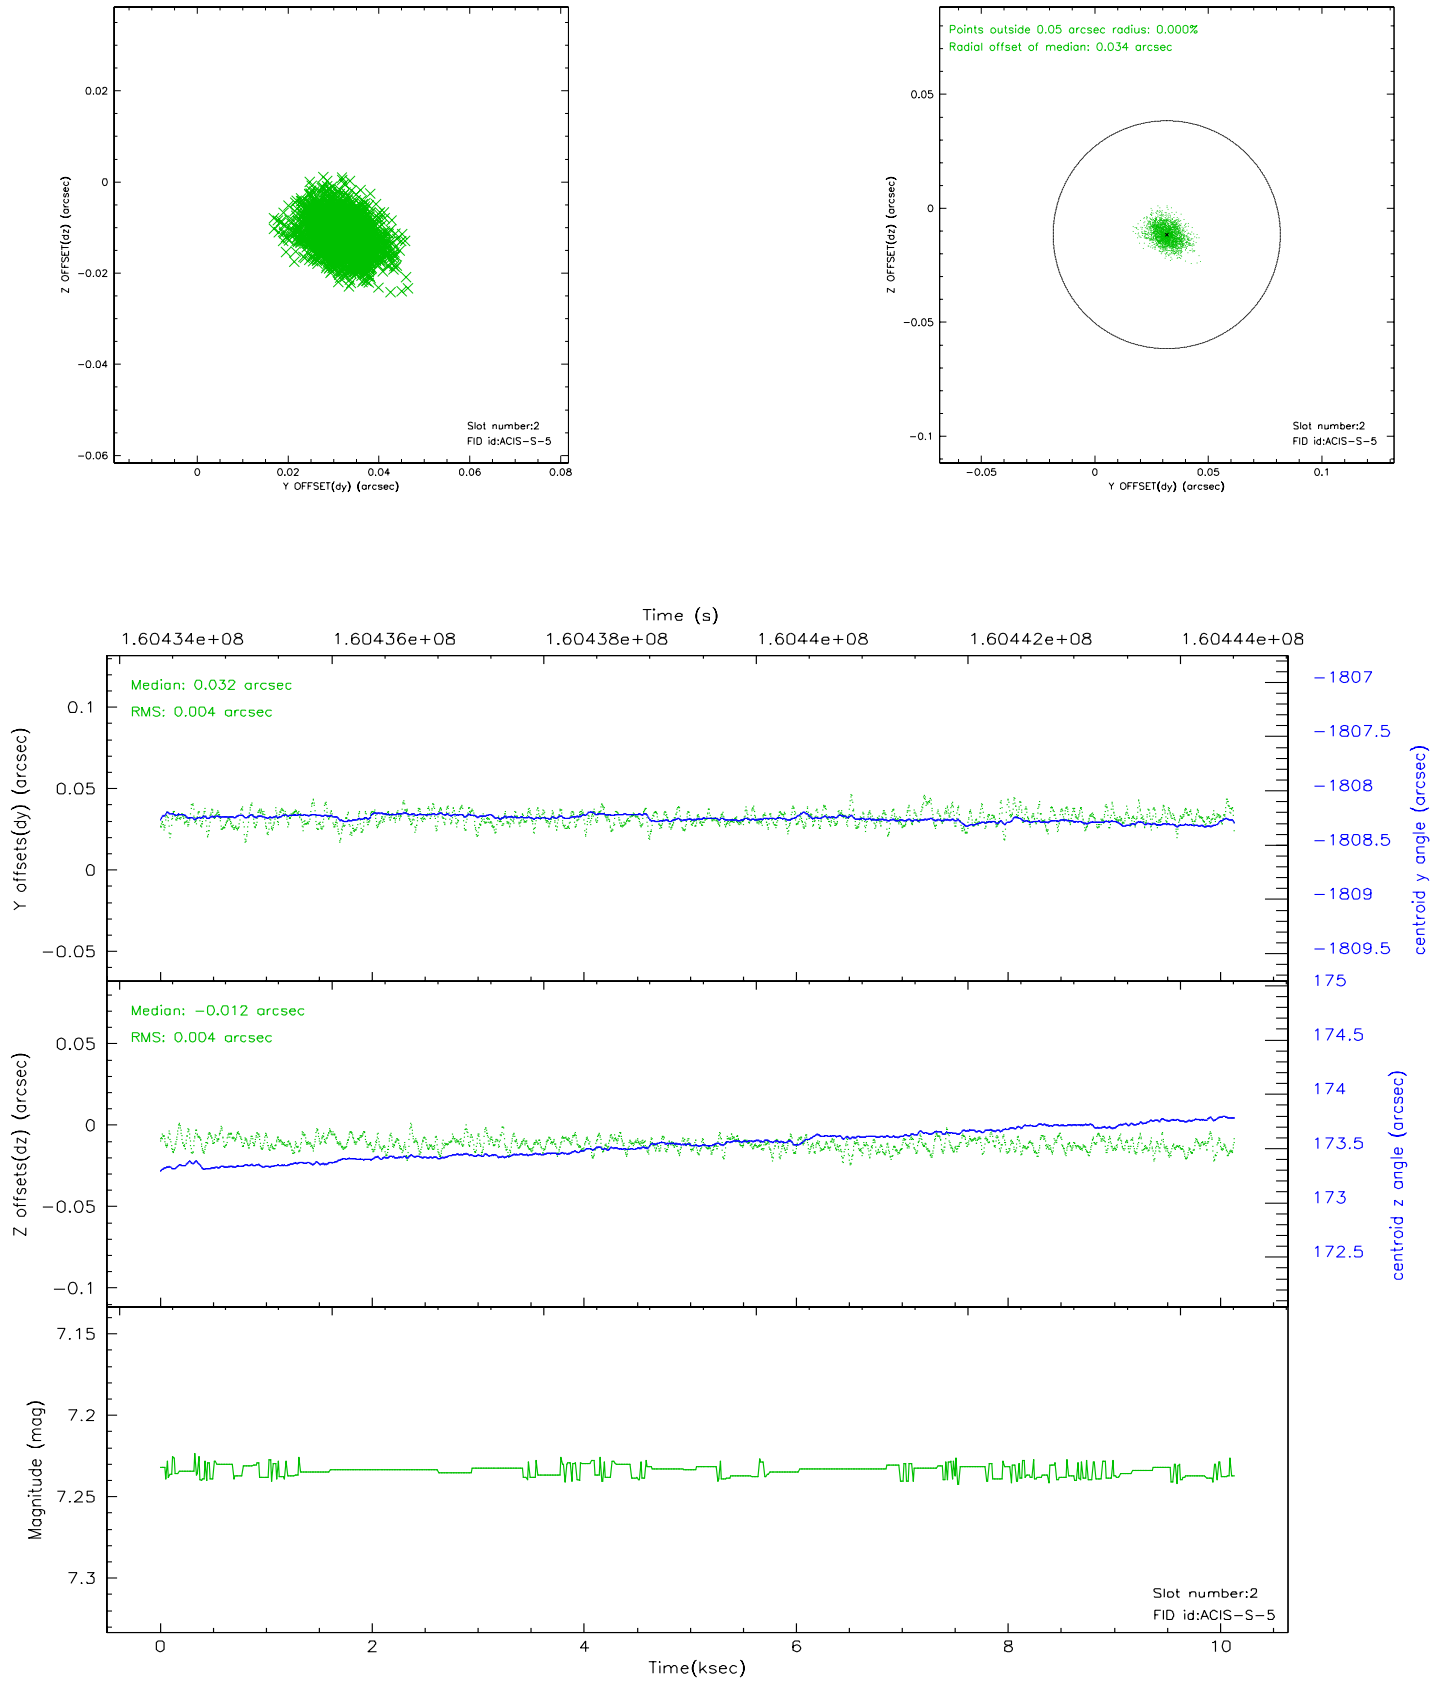 Points outside 0.05 arcsec radius: 0.000%
Radial offset of median: 0.034 arcsec
0.02
0
−0.02
−0.04
−0.06
Z OFFSET(dz) (arcsec)
Slot number:2
FID id:ACIS−S−5
0 0.02 0.04 0.06 0.08
Y OFFSET(dy) (arcsec)
0.05
0
−0.05
−0.1
Z OFFSET(dz) (arcsec)
Slot number:2
FID id:ACIS−S−5
−0.05 0 0.05 0.1
Y OFFSET(dy) (arcsec)
Time (s)
1.60434e+08 1.60436e+08 1.60438e+08 1.6044e+08 1.60442e+08 1.60444e+08
Median: 0.032 arcsec
RMS: 0.004 arcsec
0.1
0.05
0
−0.05
Y offsets(dy) (arcsec)
−1807
−1807.5
−1808
−1808.5
−1809
−1809.5
centroid y angle (arcsec)
Median: −0.012 arcsec
RMS: 0.004 arcsec
0.05
0
−0.05
−0.1
Z offsets(dz) (arcsec)
175
174.5
174
173.5
173
172.5
centroid z angle (arcsec)
7.15
7.2
7.25
7.3
Magnitude (mag)
Slot number:2
FID id:ACIS−S−5
0 2 4 6 8 10
Time(ksec)